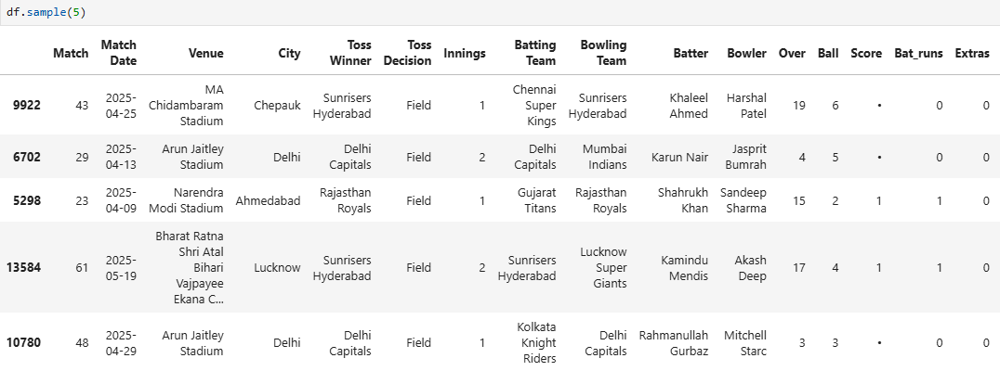 df.sample(5)
Match Match Date Venue City Toss Winner Toss Decision Innings Batting Team Bowling Team Batter Bowler Over Ball Score Bat_runs Extras
9922 43 2025-04-25 MA Chidambaram Stadium Chepauk Sunrisers Hyderabad Field 1 Chennai Super Kings Sunrisers Hyderabad Khaleel Ahmed Harshal Patel 19 6 • 0 0
6702 29 2025-04-13 Arun Jaitley Stadium Delhi Delhi Capitals Field 2 Delhi Capitals Mumbai Indians Karun Nair Jasprit Bumrah 4 5 • 0 0
5298 23 2025-04-09 Narendra Modi Stadium Ahmedabad Rajasthan Royals Field 1 Gujarat Titans Rajasthan Royals Shahrukh Khan Sandeep Sharma 15 2 1 1 0
13584 61 2025-05-19 Bharat Ratna Shri Atal Bihari Vajpayee Ekana C... Lucknow Sunrisers Hyderabad Field 2 Sunrisers Hyderabad Lucknow Super Giants Kamindu Mendis Akash Deep 17 4 1 1 0
10780 48 2025-04-29 Arun Jaitley Stadium Delhi Delhi Capitals Field 1 Kolkata Knight Riders Delhi Capitals Rahmanullah Gurbaz Mitchell Starc 3 3 • 0 0